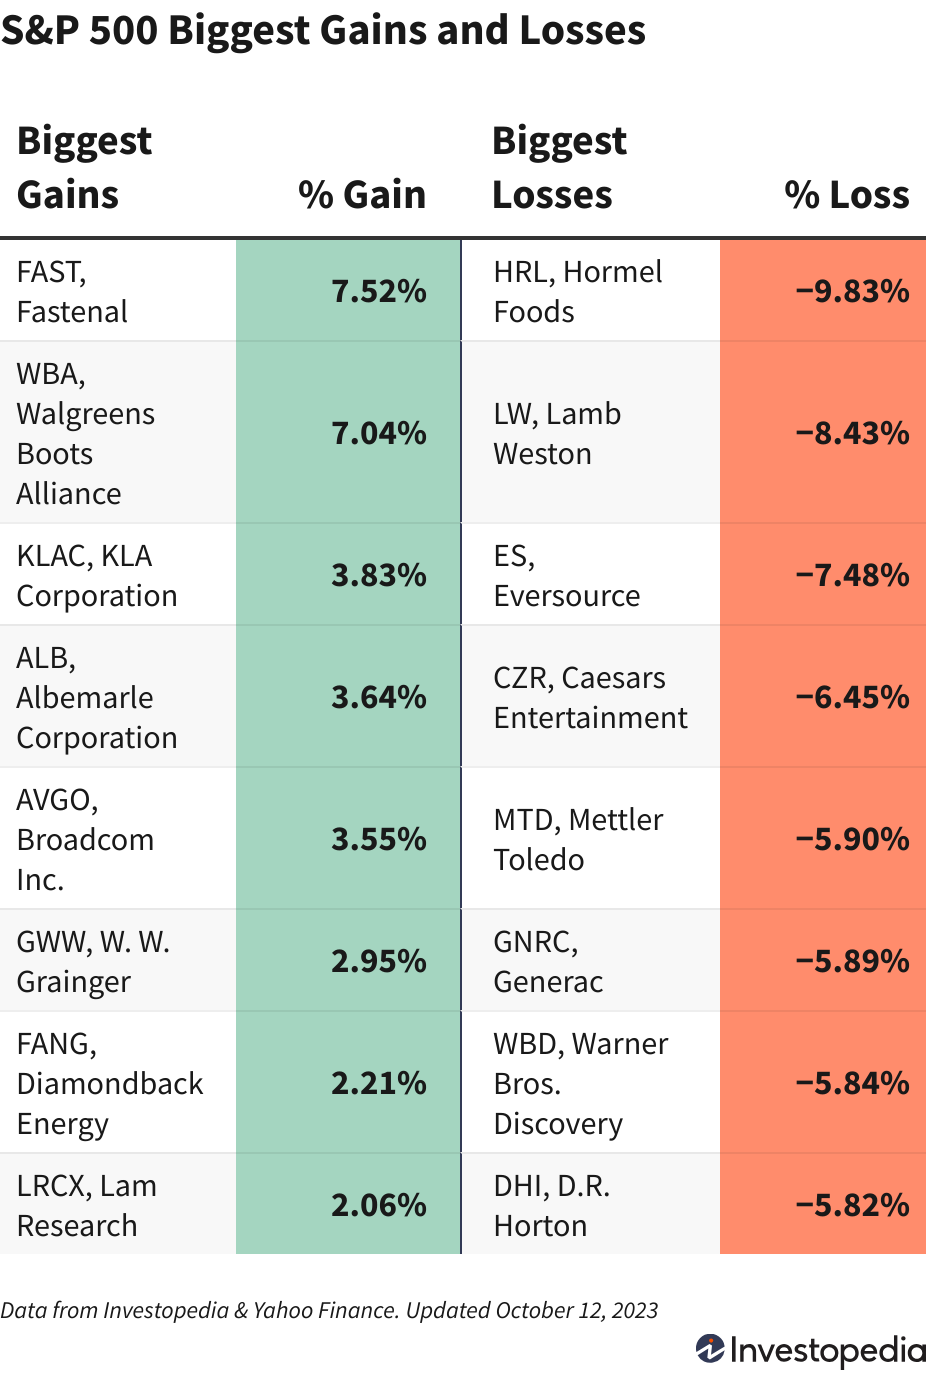 S&P 500 Biggest Gains and Losses
Biggest
Gains
% Gain
Biggest
Losses
% Loss
FAST,
Fastenal
7.52%
HRL, Hormel
Foods
−9.83%
WBA,
Walgreens
Boots
Alliance
7.04%
LW, Lamb
Weston
−8.43%
KLAC, KLA
Corporation
3.83%
ES,
Eversource
−7.48%
ALB,
Albemarle
Corporation
3.64%
CZR, Caesars
Entertainment
−6.45%
AVGO,
Broadcom
Inc.
3.55%
MTD, Mettler
Toledo
−5.90%
GWW, W. W.
Grainger
2.95%
GNRC,
Generac
−5.89%
FANG,
Diamondback
Energy
2.21%
WBD, Warner
Bros.
Discovery
−5.84%
LRCX, Lam
Research
2.06%
DHI, D.R.
Horton
−5.82%
Data from Investopedia & Yahoo Finance. Updated October 12, 2023
Investopedia